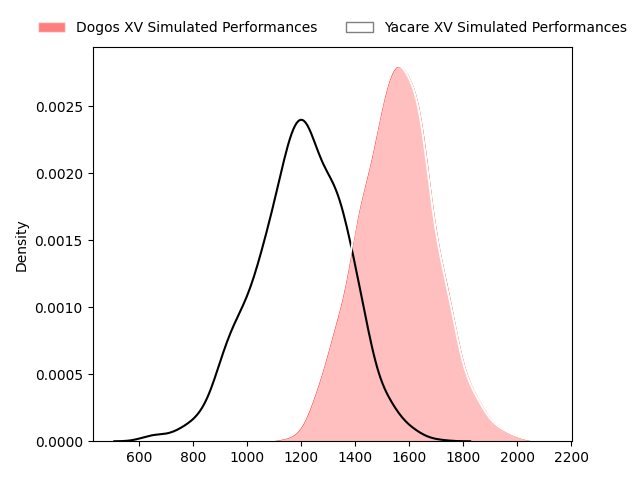 Dogos XV Simulated Performances
Yacare XV Simulated Performances
Density
0.0025
0.0020
0.0015
0.0010
0.0005
0.0000
600 800 1000 1200 1400 1600 1800 2000 2200